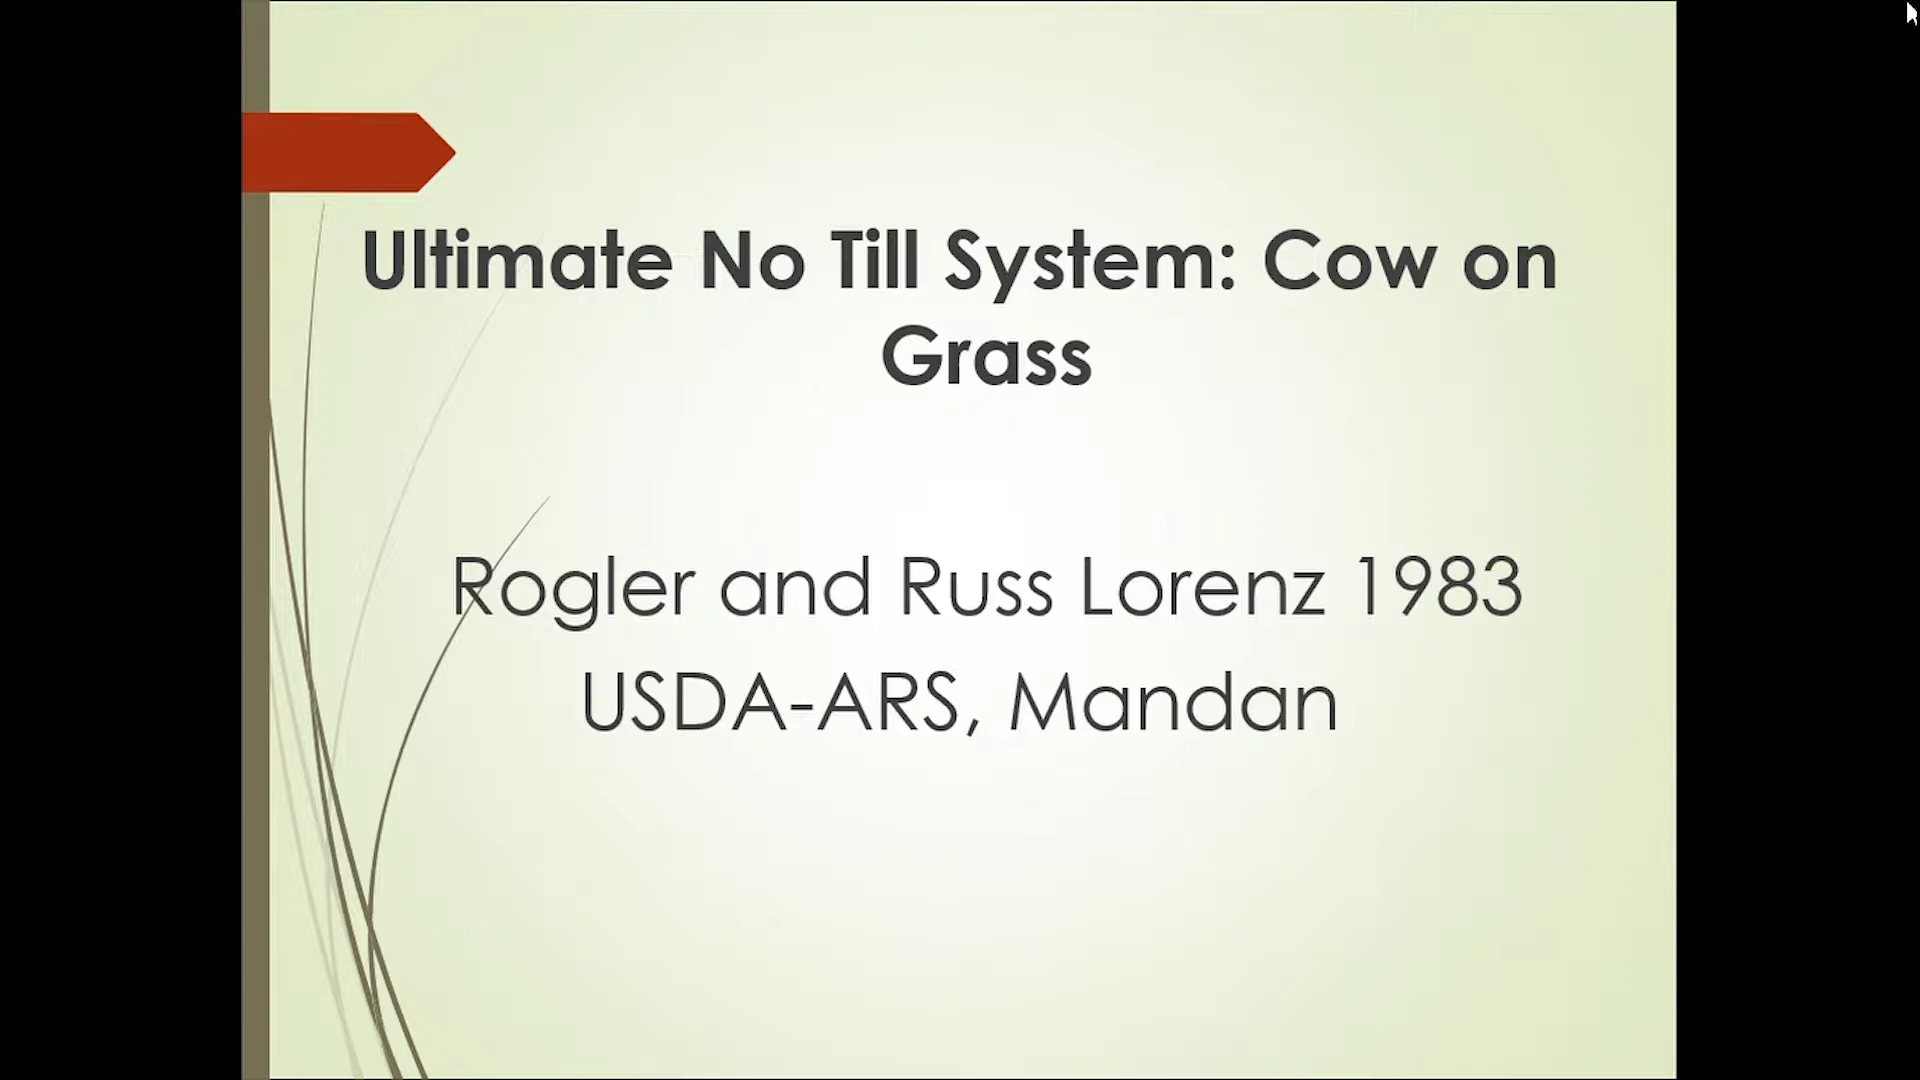 Ultimate No Till System: Cow on
Grass
Rogler and Russ Lorenz 1983
USDA-ARS, Mandan